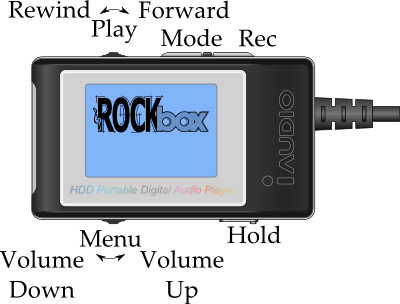 Rewind Forward
Play
Mode Rec
ROCKbox
iAUDIO
HDD Portable Digital Audio Player
Menu
Hold
Volume Down
Volume Up